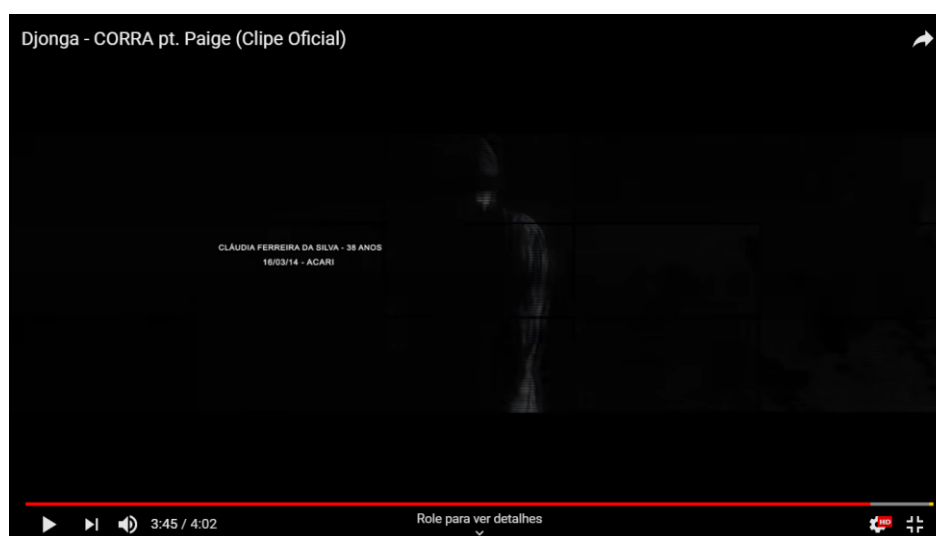 Djonga - CORRA pt. Paige (Clipe Oficial)
CLÁUDIA FERREIRA DA SILVA - 38 ANOS
16/03/14 - ACARI
3:45 / 4:02
Role para ver detalhes
HD